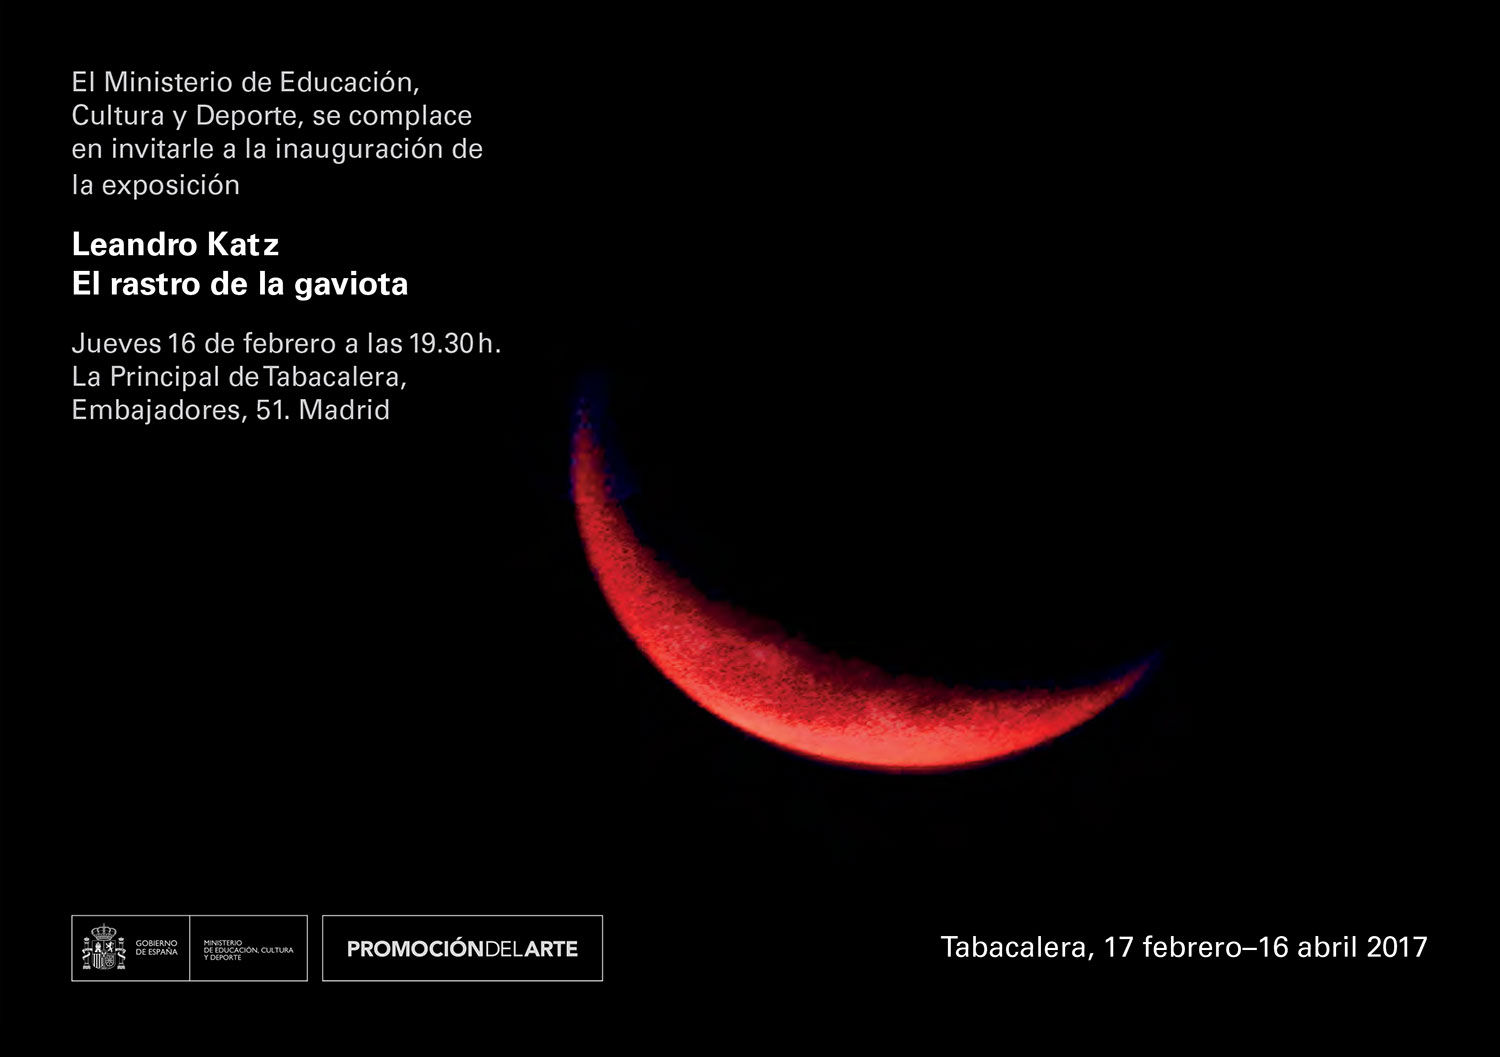 El Ministerio de Educación,
Cultura y Deporte, se complace
en invitarle a la inauguración de
la exposición
Leandro Katz
El rastro de la gaviota
Jueves 16 de febrero a las 19.30 h.
La Principal de Tabacalera,
Embajadores, 51. Madrid
GOBIERNO
DE ESPAÑA
MINISTERIO
DE EDUCACIÓN, CULTURA
Y DEPORTE
PROMOCIÓNDELARTE
Tabacalera, 17 febrero–16 abril 2017